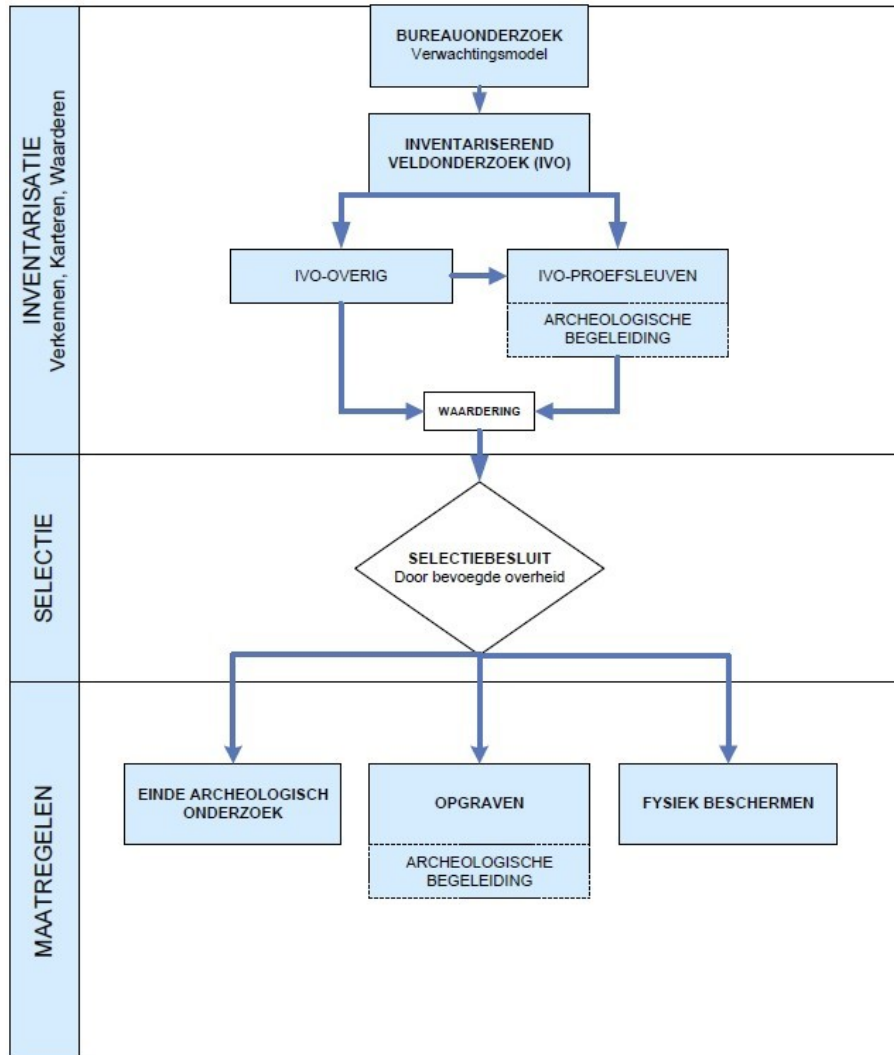 INVENTARISATIE
Verkennen, Karteren, Waarderen
BUREAUONDERZOEK
Verwachtingsmodel
INVENTARISEREND
VELDONDERZOEK (IVO)
IVO-OVERIG
IVO-PROEFSLEUVEN
ARCHEOLOGISCHE
BEGELEIDING
WAARDERING
SELECTIE
SELECTIEBESLUIT
Door bevoegde overheid
MAATREGELEN
EINDE ARCHEOLOGISCH
ONDERZOEK
OPGRAVEN
ARCHEOLOGISCHE
BEGELEIDING
FYSIEK BESCHERMEN